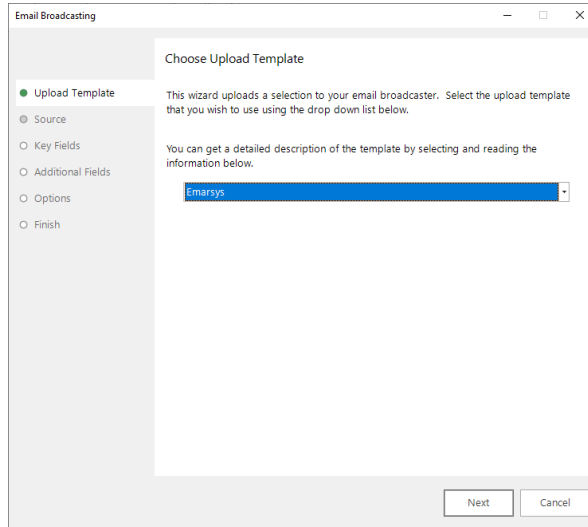 Email Broadcasting
Choose Upload Template
Upload Template
Source
Key Fields
Additional Fields
Options
Finish
This wizard uploads a selection to your email broadcaster.  Select the upload template
that you wish to use using the drop down list below.
You can get a detailed description of the template by selecting and reading the
information below.
Emarsys
Next
Cancel